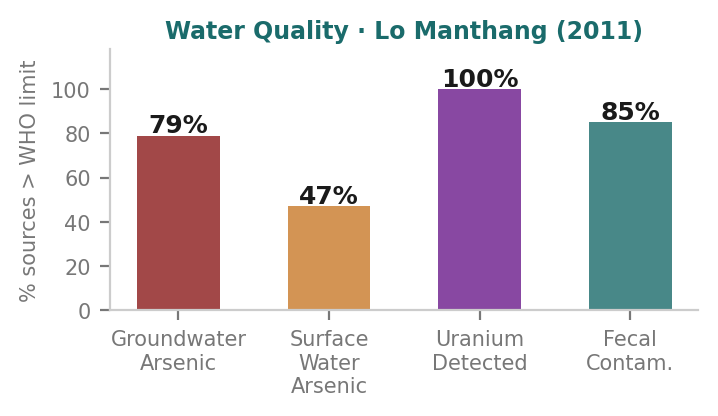 Water Quality · Lo Manthang (2011)
% sources > WHO limit
100
80
60
40
20
0
79%
47%
100%
85%
Groundwater
Arsenic
Surface
Water
Arsenic
Uranium
Detected
Fecal
Contam.